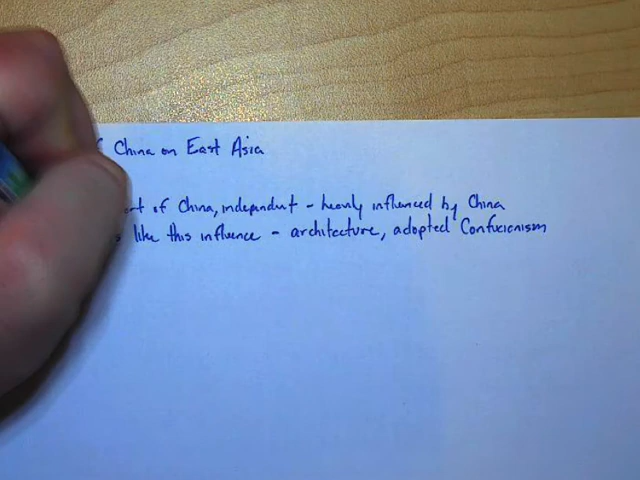 China on East Asia
of China, independent - heavily influenced by China
like this influence - architecture, adopted Confucianism